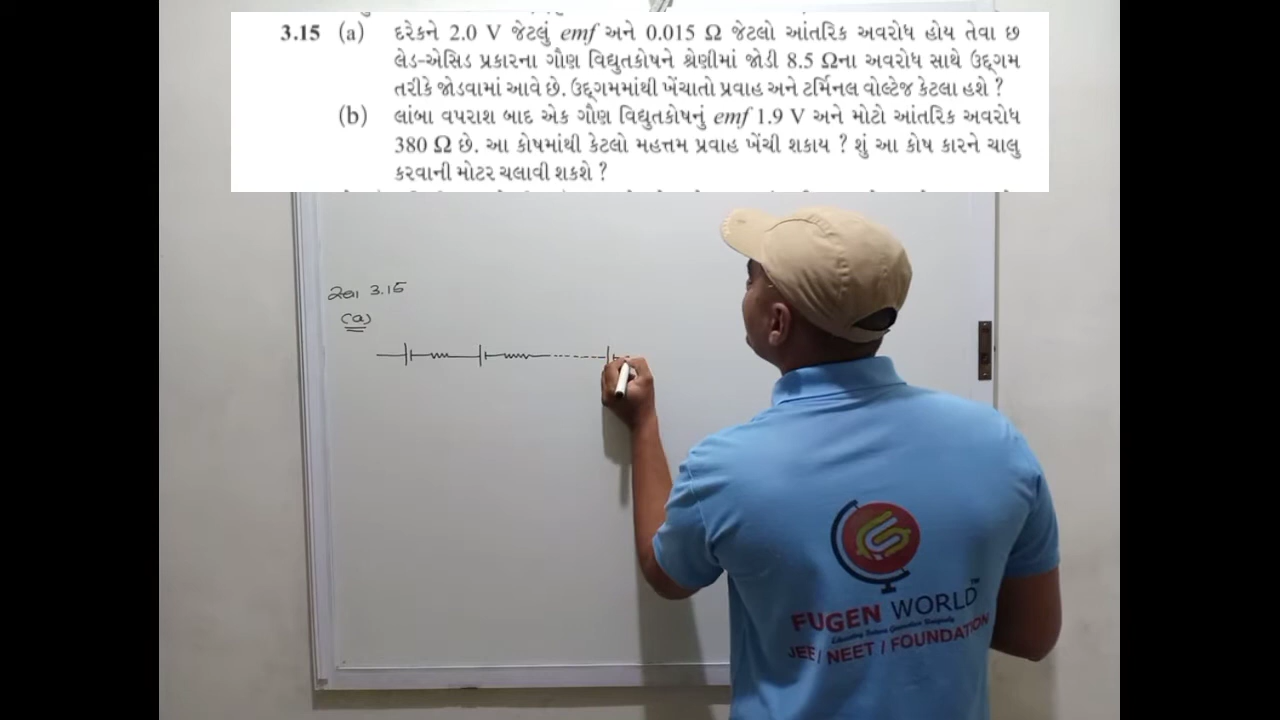 3.15 (a) દરેકને 2.0 V જેટલું emf અને 0.015 Ω જેટલો આંતરિક અવરોધ હોય તેવા છ
લેડ-એસિડ પ્રકારના ગૌણ વિદ્યુતકોષને શ્રેણીમાં જોડી 8.5 Ωના અવરોધ સાથે ઉદ્દગમ
તરીકે જોડવામાં આવે છે. ઉદ્દગમમાંથી ખેંચાતો પ્રવાહ અને ટર્મિનલ વોલ્ટેજ કેટલા હશે ?
(b) લાંબા વપરાશ બાદ એક ગૌણ વિદ્યુતકોષનું emf 1.9 V અને મોટો આંતરિક અવરોધ
380 Ω છે. આ કોષમાંથી કેટલો મહત્તમ પ્રવાહ ખેંચી શકાય ? શું આ કોષ કારને ચાલુ
કરવાની મોટર ચલાવી શકશે ?
3.15
(a)
FUGEN WORLD™
JEE / NEET / FOUNDATION